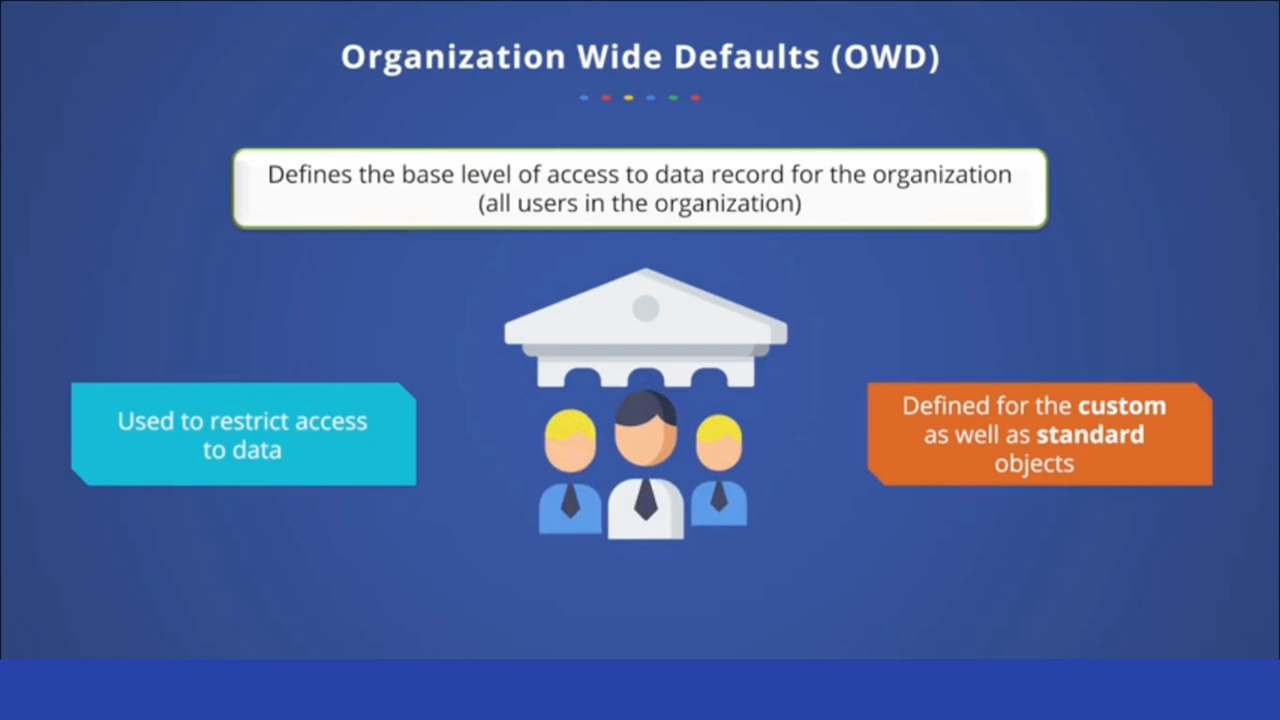 Organization Wide Defaults (OWD)
Defines the base level of access to data record for the organization
(all users in the organization)
Used to restrict access
to data
Defined for the custom
as well as standard
objects